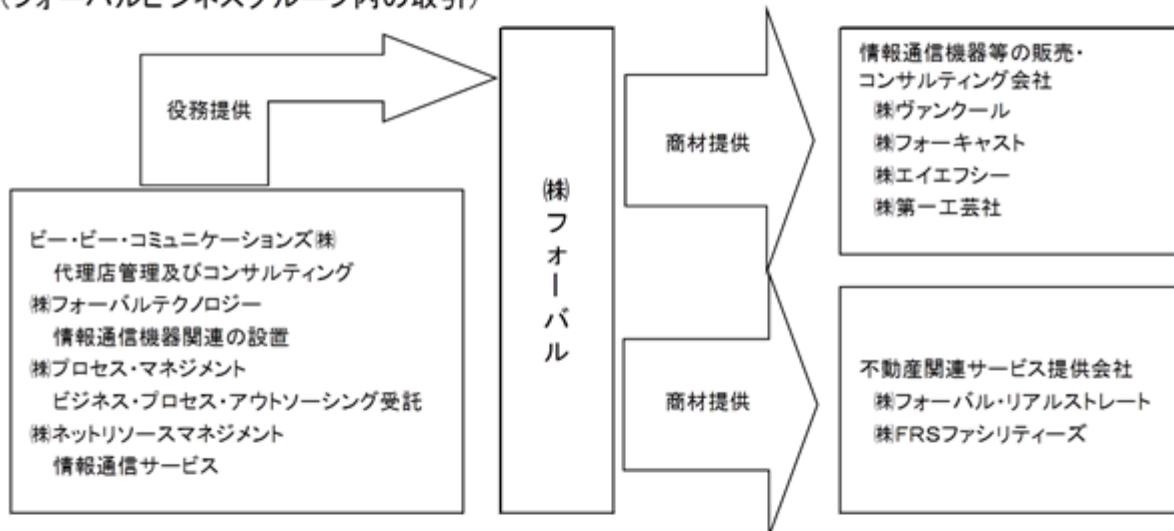 (フォーバルビジネスグループ内の取引)
役務提供
ビー・ビー・コミュニケーションズ㈱
代理店管理及びコンサルティング
㈱フォーバルテクノロジー
情報通信機器関連の設置
㈱プロセス・マネジメント
ビジネス・プロセス・アウトソーシング受託
㈱ネットリソースマネジメント
情報通信サービス
㈱フォーバル
商材提供
情報通信機器等の販売・
コンサルティング会社
㈱ヴァンクール
㈱フォーキャスト
㈱エイエフシー
㈱第一工芸社
商材提供
不動産関連サービス提供会社
㈱フォーバル・リアルストレート
㈱FRSファシリティーズ